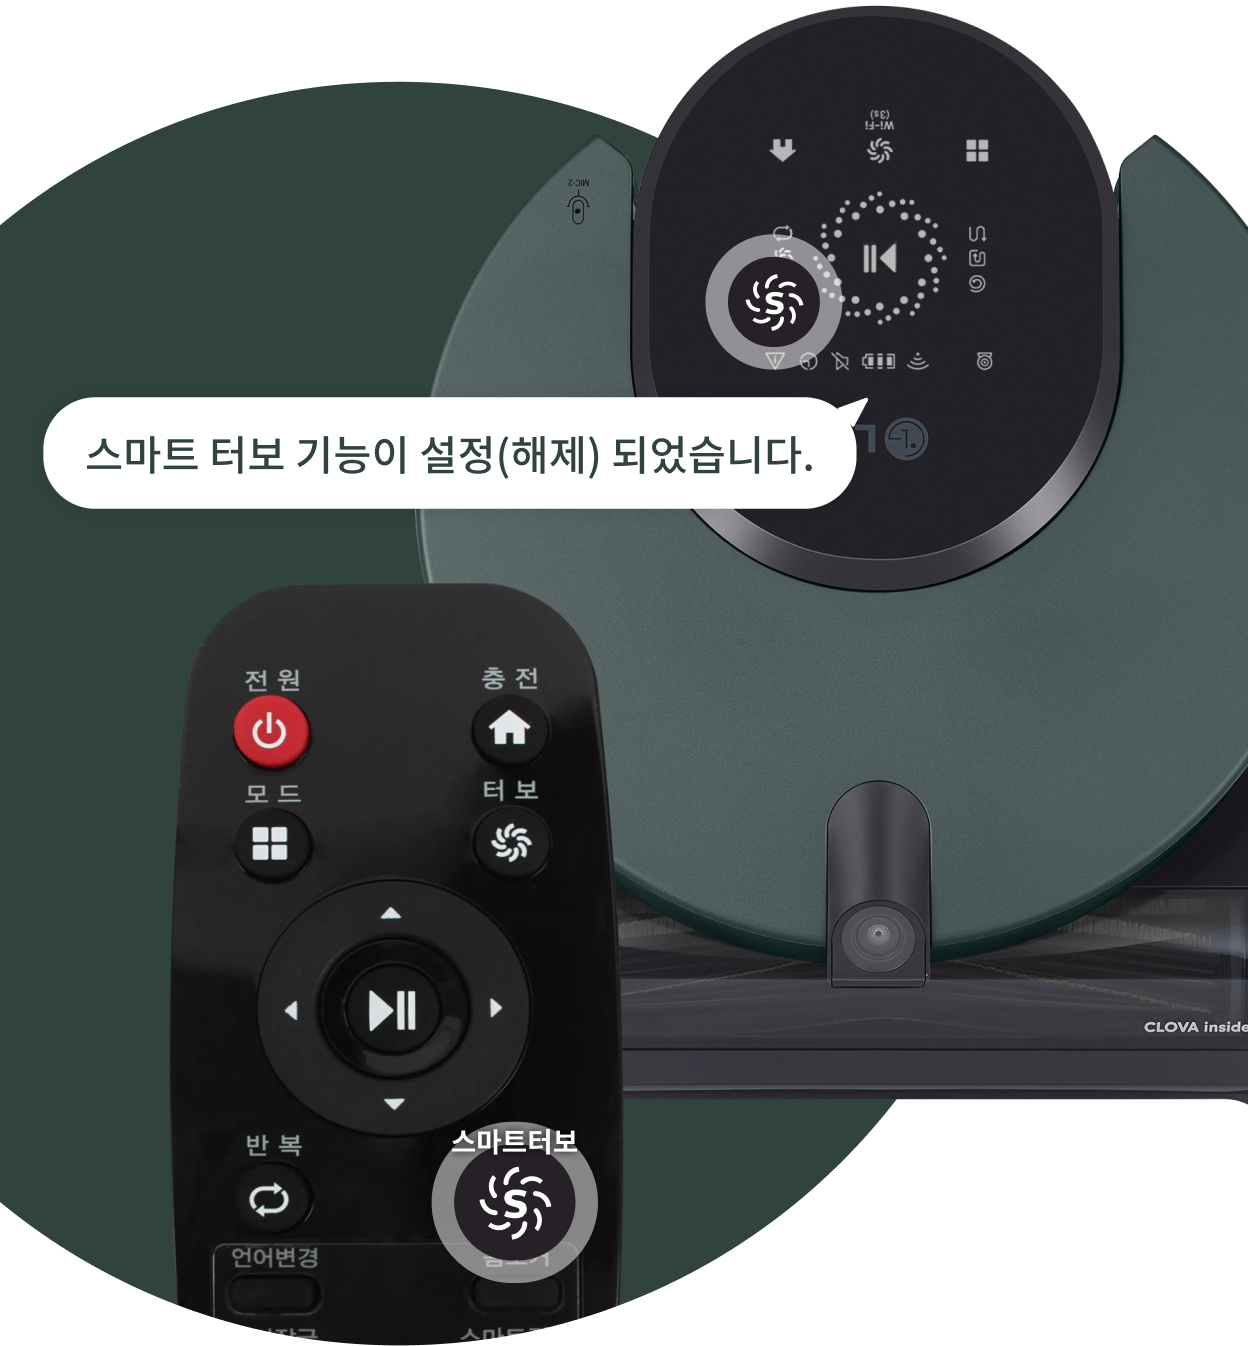 (3s)
Wi-Fi
MIC-2
스마트 터보 기능이 설정(해제) 되었습니다.
전 원
충 전
모 드
터 보
CLOVA inside
스마트터보
반 복
언어변경